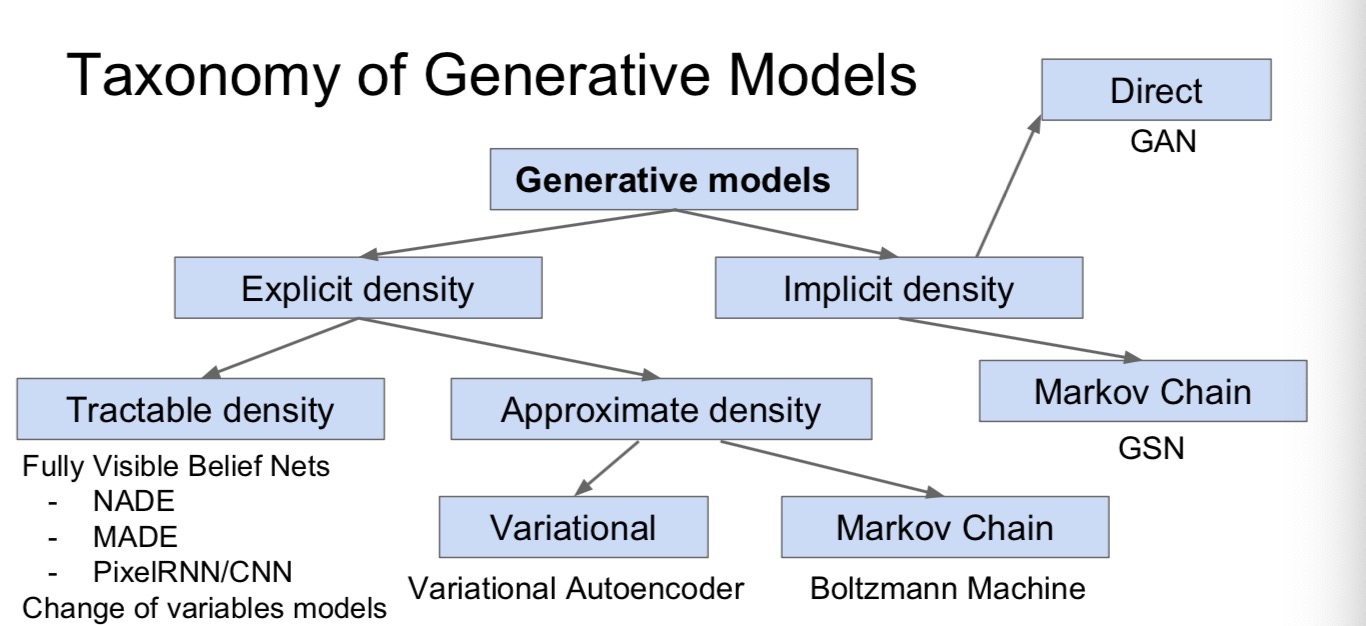 Taxonomy of Generative Models
Direct
GAN
Generative models
Explicit density
Implicit density
Tractable density
Approximate density
Markov Chain
GSN
Fully Visible Belief Nets
- NADE
- MADE
- PixelRNN/CNN
Change of variables models
Variational
Variational Autoencoder
Markov Chain
Boltzmann Machine